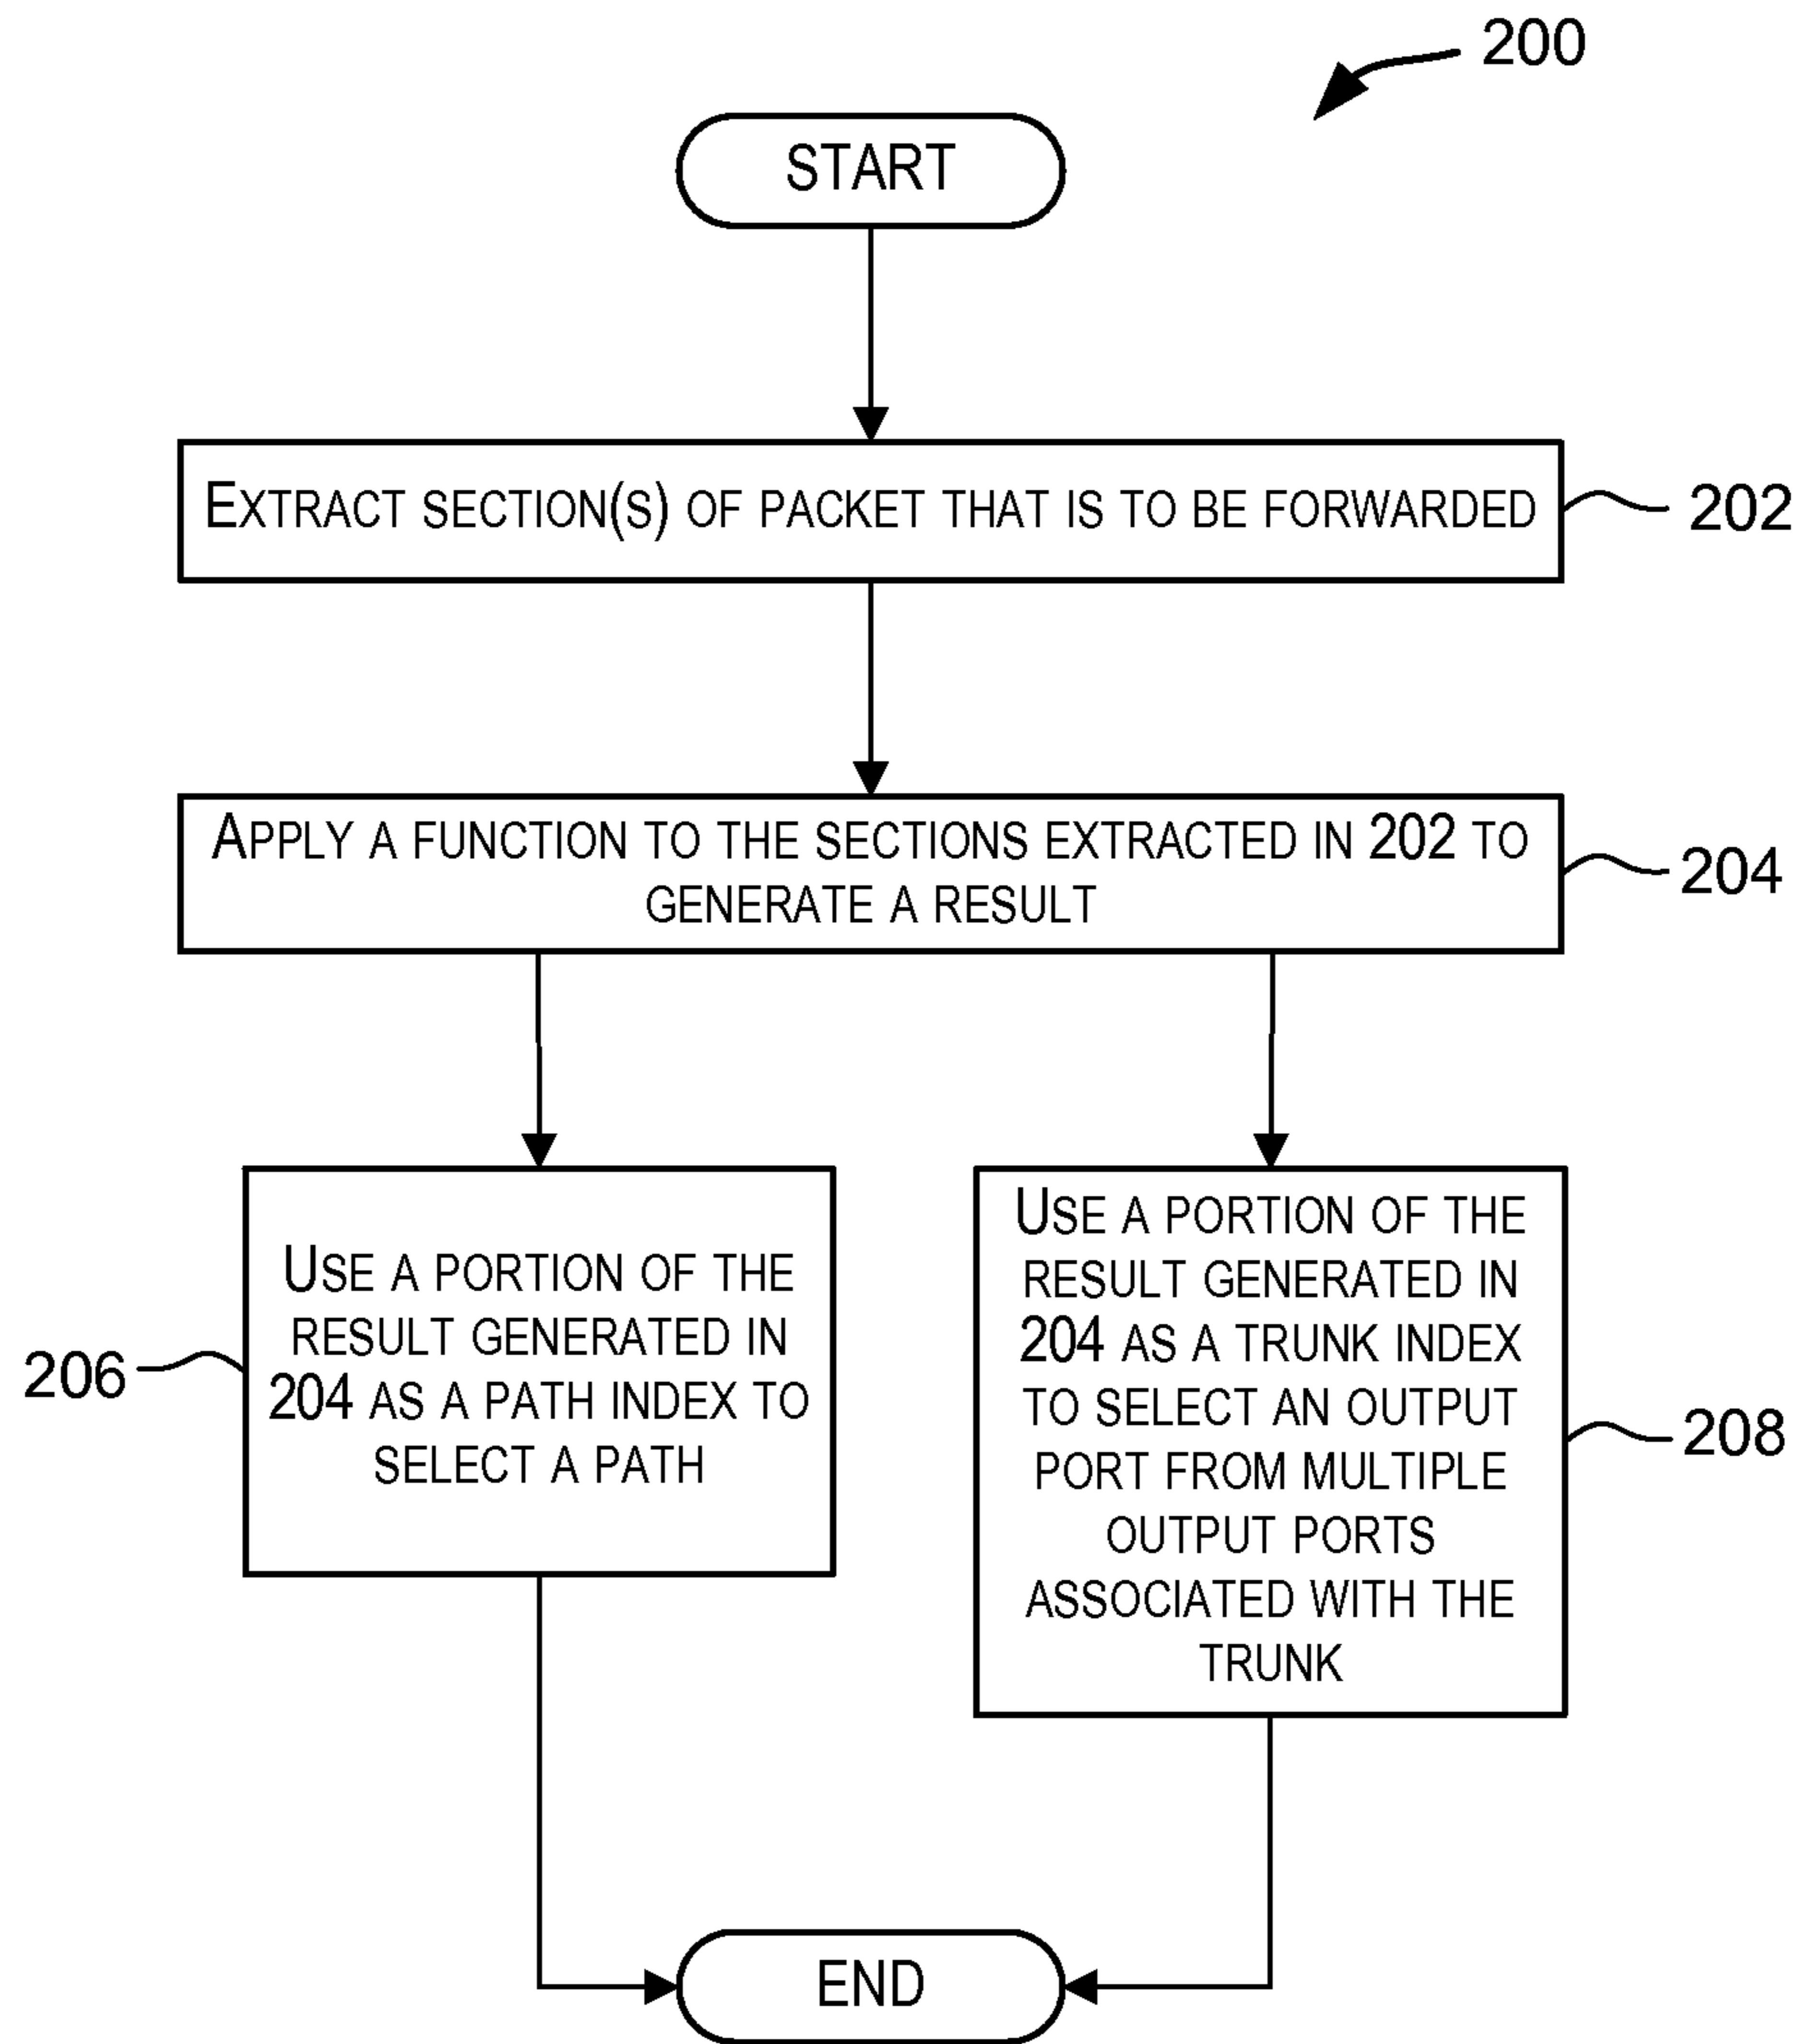 200
START
EXTRACT SECTION(S) OF PACKET THAT IS TO BE FORWARDED
202
APPLY A FUNCTION TO THE SECTIONS EXTRACTED IN 202 TO
GENERATE A RESULT
204
USE A PORTION OF THE
RESULT GENERATED IN
204 AS A PATH INDEX TO
SELECT A PATH
206
USE A PORTION OF THE
RESULT GENERATED IN
204 AS A TRUNK INDEX
TO SELECT AN OUTPUT
PORT FROM MULTIPLE
OUTPUT PORTS
ASSOCIATED WITH THE
TRUNK
208
END